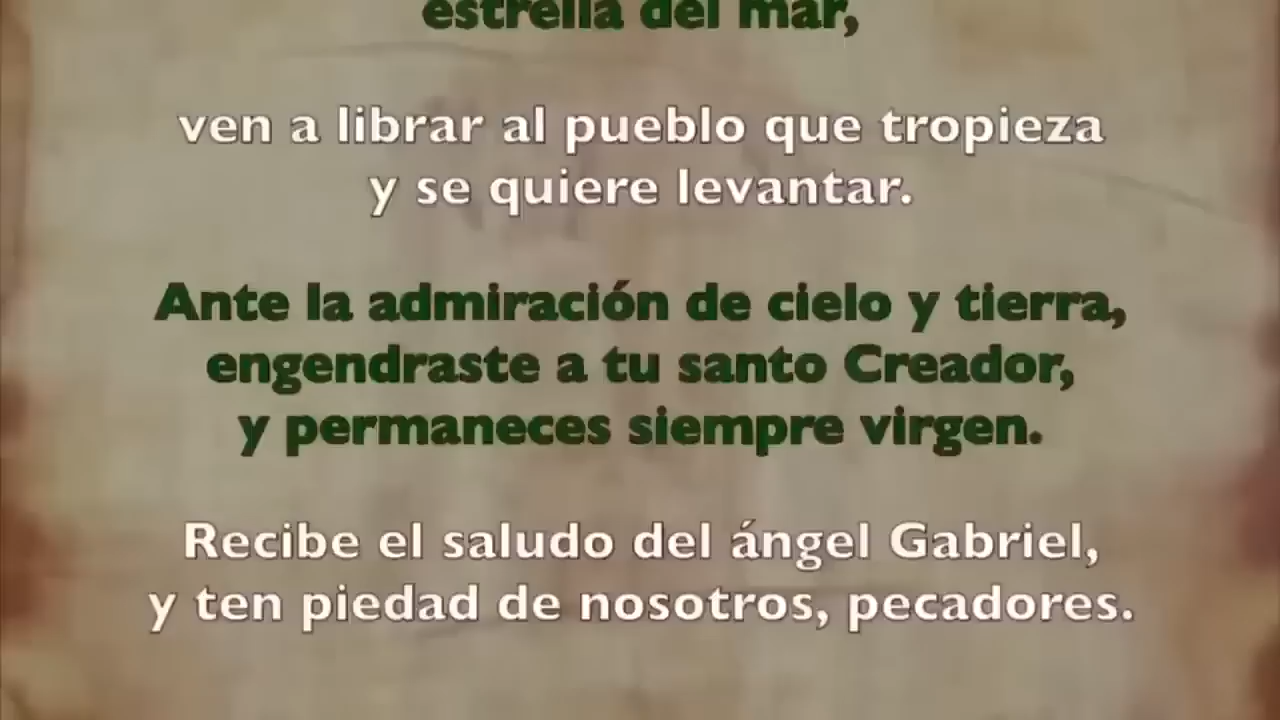 estrella del mar,
ven a librar al pueblo que tropieza
y se quiere levantar.
Ante la admiración de cielo y tierra,
engendraste a tu santo Creador,
y permaneces siempre virgen.
Recibe el saludo del ángel Gabriel,
y ten piedad de nosotros, pecadores.